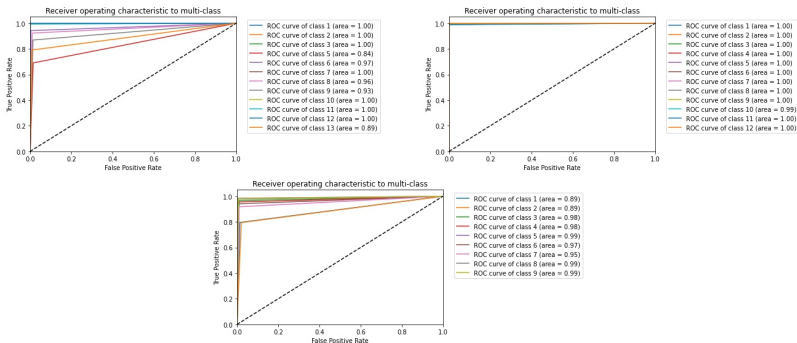 Receiver operating characteristic to multi-class
1.0
0.8
0.6
0.4
0.2
0.0
True Positive Rate
0.0 0.2 0.4 0.6 0.8 1.0
False Positive Rate
ROC curve of class 1 (area = 1.00)
ROC curve of class 2 (area = 1.00)
ROC curve of class 3 (area = 1.00)
ROC curve of class 5 (area = 0.84)
ROC curve of class 6 (area = 0.97)
ROC curve of class 7 (area = 1.00)
ROC curve of class 8 (area = 0.96)
ROC curve of class 9 (area = 0.93)
ROC curve of class 10 (area = 1.00)
ROC curve of class 11 (area = 1.00)
ROC curve of class 12 (area = 1.00)
ROC curve of class 13 (area = 0.89)
Receiver operating characteristic to multi-class
1.0
0.8
0.6
0.4
0.2
0.0
True Positive Rate
0.0 0.2 0.4 0.6 0.8 1.0
False Positive Rate
ROC curve of class 1 (area = 1.00)
ROC curve of class 2 (area = 1.00)
ROC curve of class 3 (area = 1.00)
ROC curve of class 4 (area = 1.00)
ROC curve of class 5 (area = 1.00)
ROC curve of class 6 (area = 1.00)
ROC curve of class 7 (area = 1.00)
ROC curve of class 8 (area = 1.00)
ROC curve of class 9 (area = 1.00)
ROC curve of class 10 (area = 0.99)
ROC curve of class 11 (area = 1.00)
ROC curve of class 12 (area = 1.00)
Receiver operating characteristic to multi-class
1.0
0.8
0.6
0.4
0.2
0.0
True Positive Rate
0.0 0.2 0.4 0.6 0.8 1.0
False Positive Rate
ROC curve of class 1 (area = 0.89)
ROC curve of class 2 (area = 0.89)
ROC curve of class 3 (area = 0.98)
ROC curve of class 4 (area = 0.98)
ROC curve of class 5 (area = 0.99)
ROC curve of class 6 (area = 0.97)
ROC curve of class 7 (area = 0.95)
ROC curve of class 8 (area = 0.99)
ROC curve of class 9 (area = 0.99)